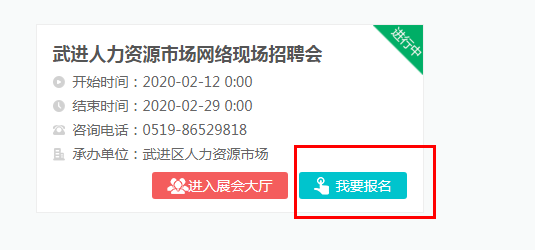 武进人力资源市场网络现场招聘会
进行中
开始时间：2020-02-12 0:00
结束时间：2020-02-29 0:00
咨询电话：0519-86529818
承办单位：武进区人力资源市场
进入展会大厅
我要报名